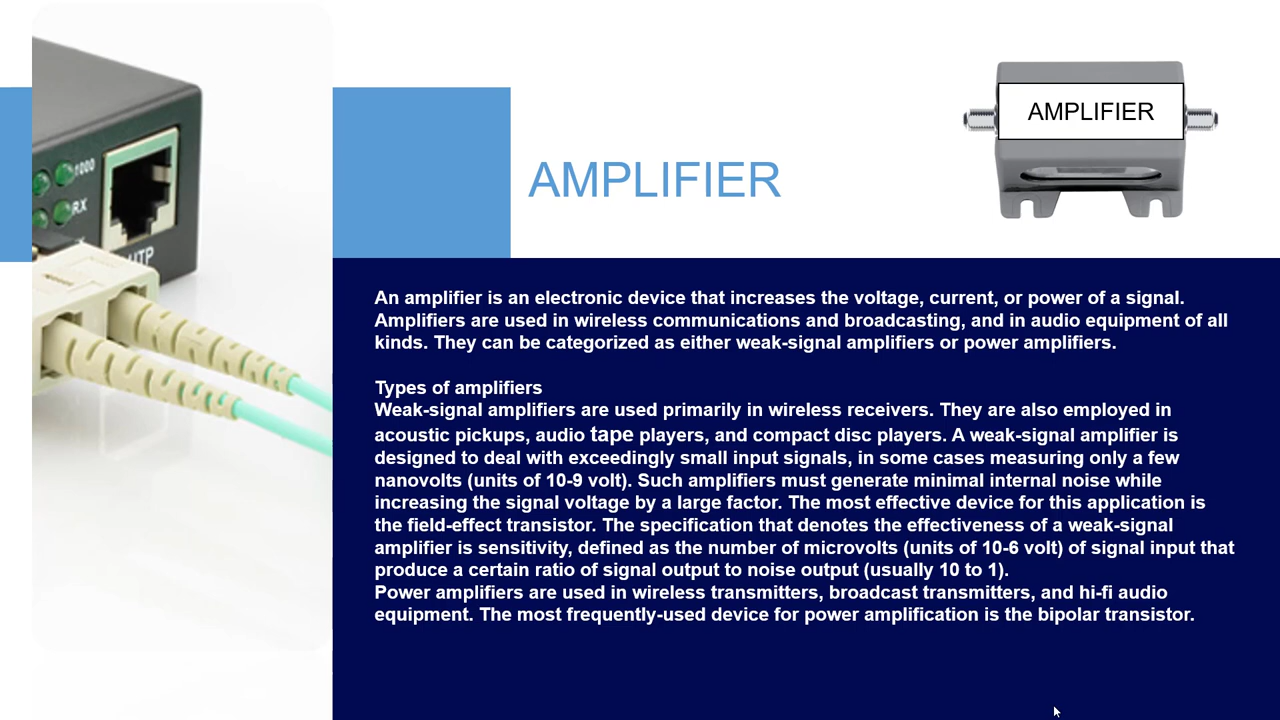 1000
RX
UTP
AMPLIFIER
AMPLIFIER
An amplifier is an electronic device that increases the voltage, current, or power of a signal.
Amplifiers are used in wireless communications and broadcasting, and in audio equipment of all
kinds. They can be categorized as either weak-signal amplifiers or power amplifiers.
Types of amplifiers
Weak-signal amplifiers are used primarily in wireless receivers. They are also employed in
acoustic pickups, audio tape players, and compact disc players. A weak-signal amplifier is
designed to deal with exceedingly small input signals, in some cases measuring only a few
nanovolts (units of 10-9 volt). Such amplifiers must generate minimal internal noise while
increasing the signal voltage by a large factor. The most effective device for this application is
the field-effect transistor. The specification that denotes the effectiveness of a weak-signal
amplifier is sensitivity, defined as the number of microvolts (units of 10-6 volt) of signal input that
produce a certain ratio of signal output to noise output (usually 10 to 1).
Power amplifiers are used in wireless transmitters, broadcast transmitters, and hi-fi audio
equipment. The most frequently-used device for power amplification is the bipolar transistor.